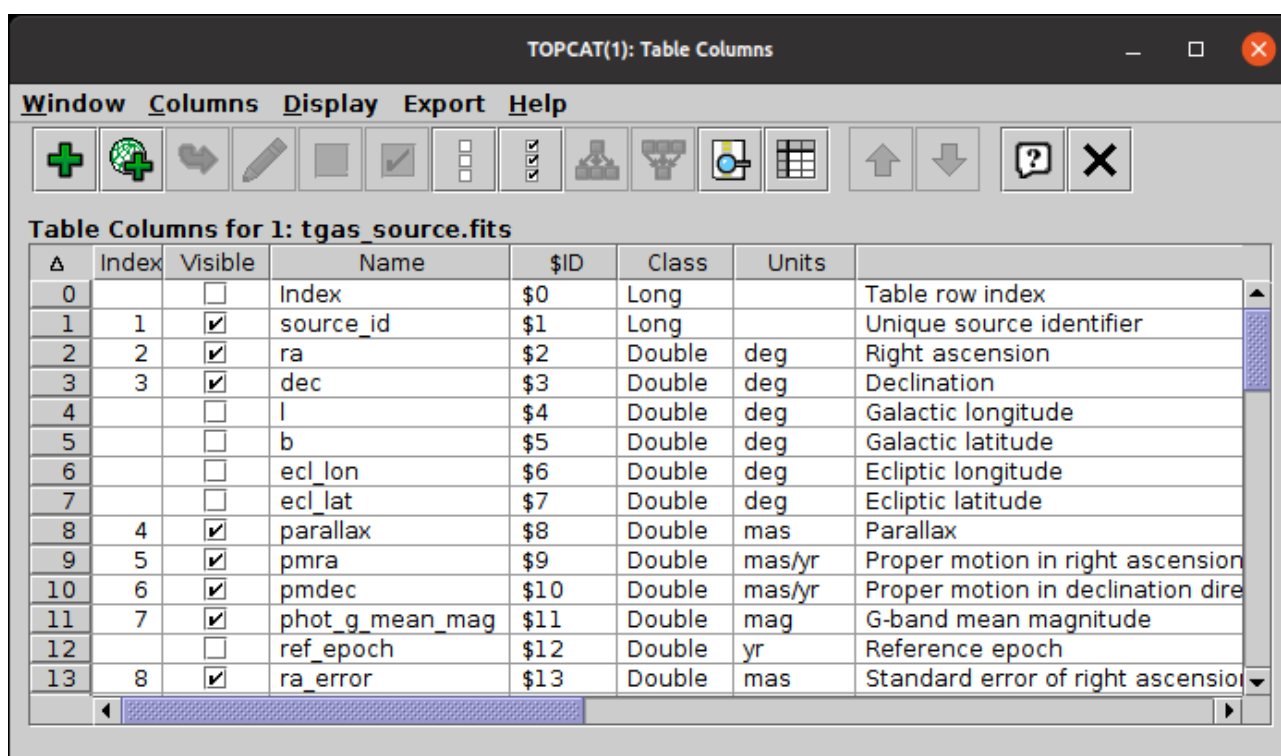 TOPCAT(1): Table Columns
Window Columns Display Export Help
Table Columns for 1: tgas_source.fits
Index Visible Name $ID Class Units
0 Index $0 Long Table row index
1 1 source_id $1 Long Unique source identifier
2 2 ra $2 Double deg Right ascension
3 3 dec $3 Double deg Declination
4 l $4 Double deg Galactic longitude
5 b $5 Double deg Galactic latitude
6 ecl_lon $6 Double deg Ecliptic longitude
7 ecl_lat $7 Double deg Ecliptic latitude
8 4 parallax $8 Double mas Parallax
9 5 pmra $9 Double mas/yr Proper motion in right ascension
10 6 pmdec $10 Double mas/yr Proper motion in declination dire
11 7 phot_g_mean_mag $11 Double mag G-band mean magnitude
12 ref_epoch $12 Double yr Reference epoch
13 8 ra_error $13 Double mas Standard error of right ascensio